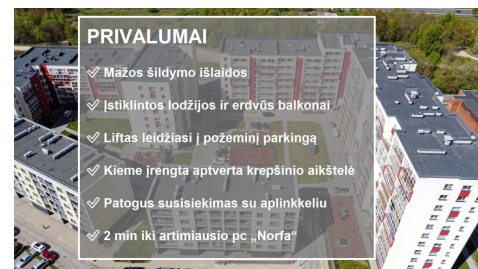 PRIVALUMAI
Mažos šildymo išlaidos
Įstiklintos lodžijos ir erdvūs balkonai
Liftas leidžiasi į požeminį parkingą
Kieme įrengta aptverta krepšinio aikštelė
Patogus susisiekimas su aplinkkeliu
2 min iki artimiausio pc „Norfa“